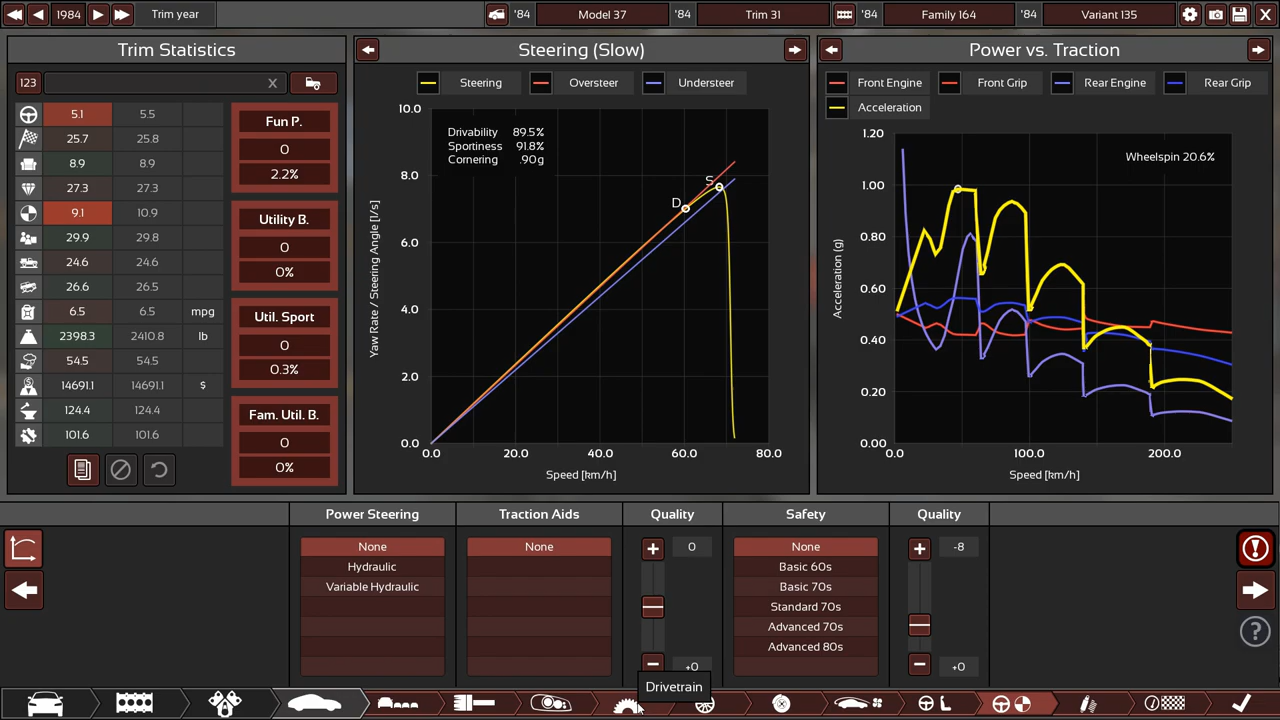 1984 Trim year '84 Model 37 '84 Trim 31 '84 Family 164 '84 Variant 135
Trim Statistics
123 x
5.1 5.5
25.7 25.8
8.9 8.9
27.3 27.3
9.1 10.9
29.9 29.8
24.6 24.6
26.6 26.5
6.5 6.5 mpg
2398.3 2410.8 lb
54.5 54.5
14691.1 14691.1 $
124.4 124.4
101.6 101.6
Fun P.
0
2.2%
Utility B.
0
0%
Util. Sport
0
0.3%
Fam. Util. B.
0
0%
Steering (Slow)
Steering Oversteer Understeer
Drivability 89.5%
Sportiness 91.8%
Cornering .90g
D
S
Yaw Rate / Steering Angle [l/s]
10.0
8.0
6.0
4.0
2.0
0.0
0.0 20.0 40.0 60.0 80.0
Speed [km/h]
Power vs. Traction
Front Engine Front Grip Rear Engine Rear Grip
Acceleration
Wheelspin 20.6%
Acceleration (g)
1.20
1.00
0.80
0.60
0.40
0.20
0.00
0.0 100.0 200.0
Speed [km/h]
Power Steering
None
Hydraulic
Variable Hydraulic
Traction Aids
None
Quality
0
+0
Safety
None
Basic 60s
Basic 70s
Standard 70s
Advanced 70s
Advanced 80s
Quality
-8
+0
Drivetrain